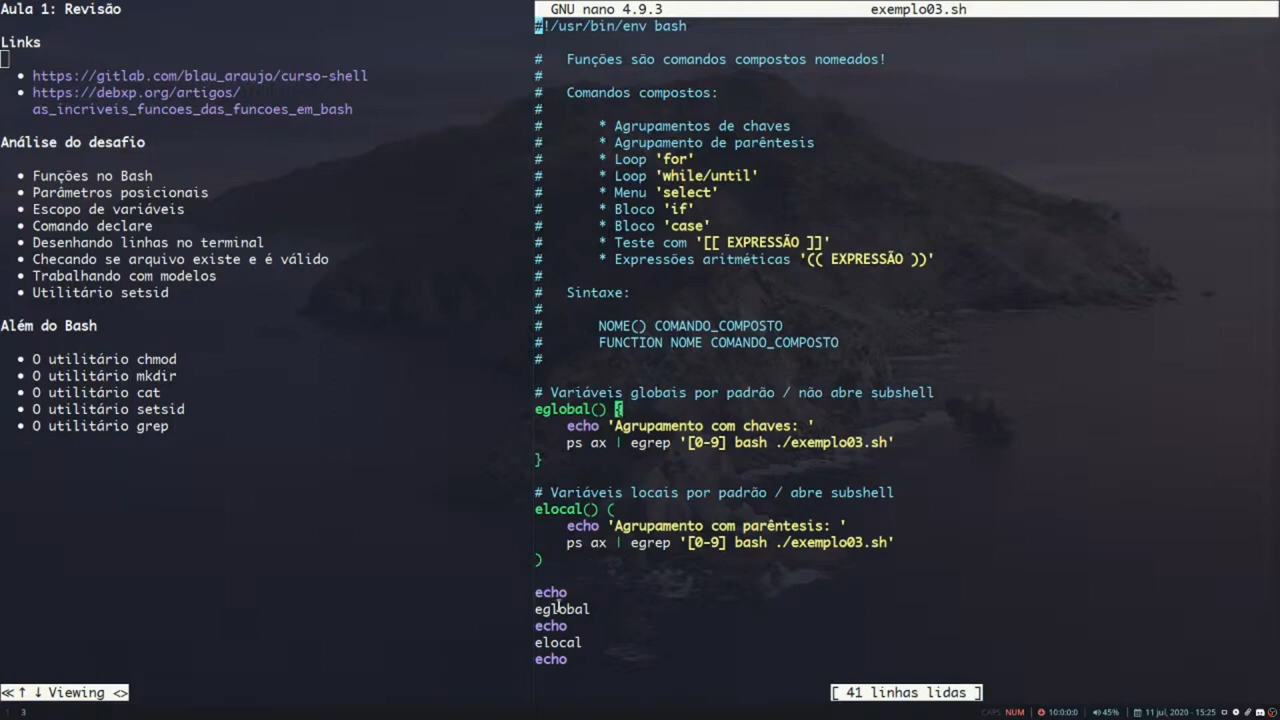 Aula 1: Revisão
Links
• https://gitlab.com/blau_araujo/curso-shell
• https://debxp.org/artigos/
as_incriveis_funcoes_das_funcoes_em_bash
Análise do desafio
• Funções no Bash
• Parâmetros posicionais
• Escopo de variáveis
• Comando declare
• Desenhando linhas no terminal
• Checando se arquivo existe e é válido
• Trabalhando com modelos
• Utilitário setsid
Além do Bash
• O utilitário chmod
• O utilitário mkdir
• O utilitário cat
• O utilitário setsid
• O utilitário grep
≪↑ ↓ Viewing <>
GNU nano 4.9.3 exemplo03.sh
#!/usr/bin/env bash
# Funções são comandos compostos nomeados!
#
# Comandos compostos:
#
# * Agrupamentos de chaves
# * Agrupamento de parêntesis
# * Loop 'for'
# * Loop 'while/until'
# * Menu 'select'
# * Bloco 'if'
# * Bloco 'case'
# * Teste com '[[ EXPRESSÃO ]]'
# * Expressões aritméticas '(( EXPRESSÃO ))'
#
# Sintaxe:
#
# NOME() COMANDO_COMPOSTO
# FUNCTION NOME COMANDO_COMPOSTO
#
# Variáveis globais por padrão / não abre subshell
eglobal() {
echo 'Agrupamento com chaves: '
ps ax | egrep '[0-9] bash ./exemplo03.sh'
}
# Variáveis locais por padrão / abre subshell
elocal() (
echo 'Agrupamento com parêntesis: '
ps ax | egrep '[0-9] bash ./exemplo03.sh'
)
echo
eglobal
echo
elocal
echo
[ 41 linhas lidas ]
1 3
CAPS NUM 10:0:0:0 45% 11 jul, 2020 - 15:25